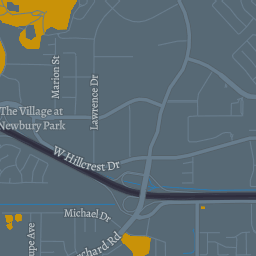 Marion St
Lawrence Dr
The Village at
Newbury Park
W Hillcrest Dr
Michael Dr